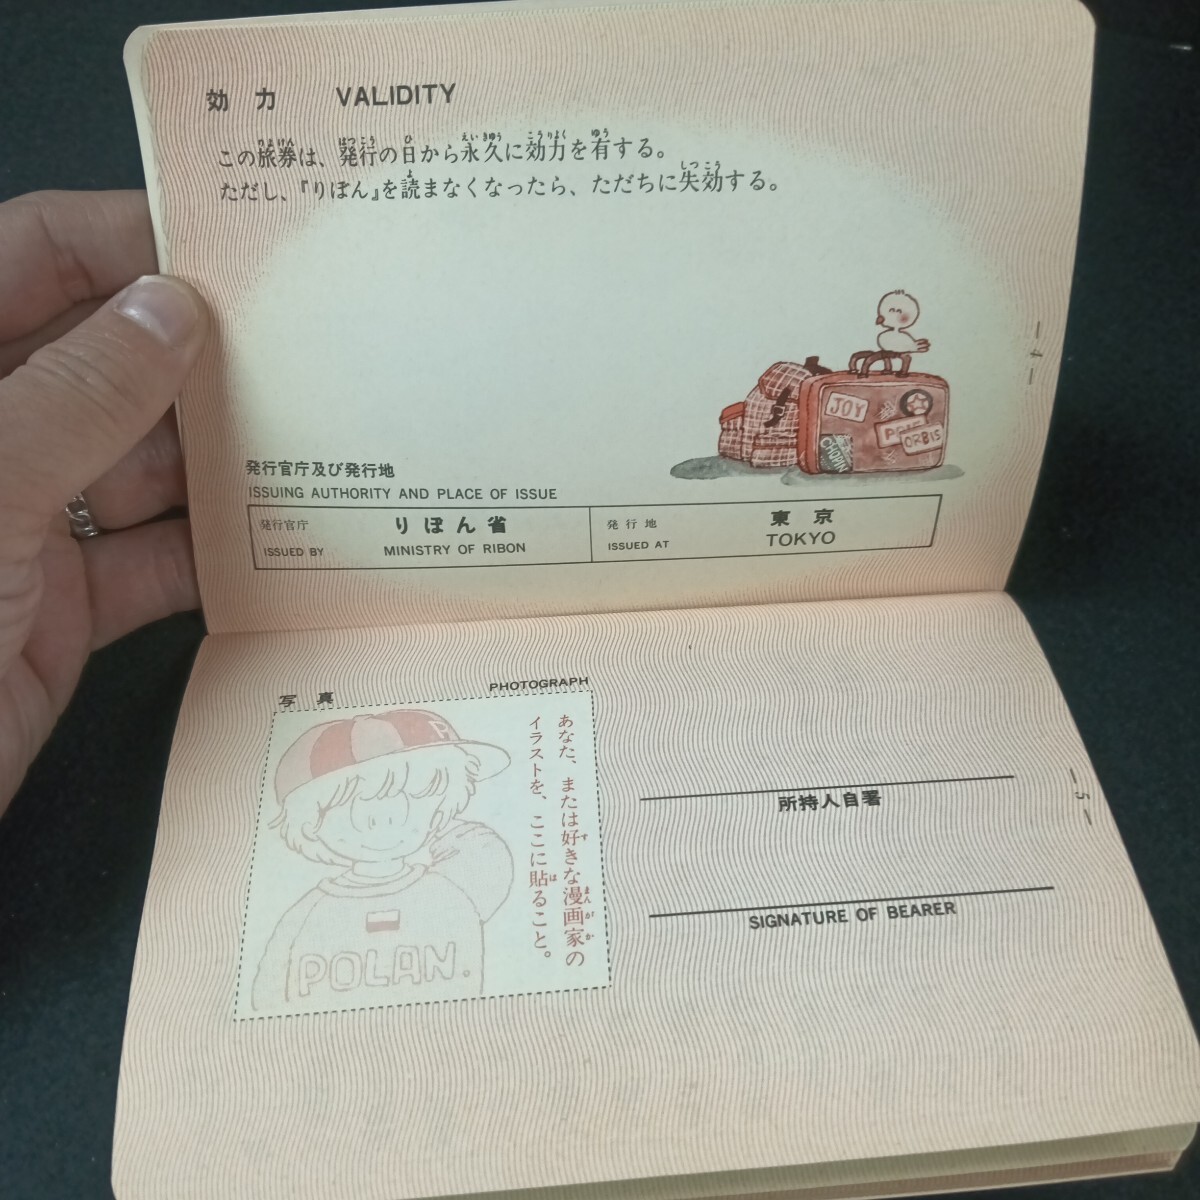 効力 VALIDITY
この旅券は、発行の日から永久に効力を有する。
ただし、『りぼん』を読まなくなったら、ただちに失効する。
JOY
CHOPIN
ORBIS
— 4 —
発行官庁及び発行地
ISSUING AUTHORITY AND PLACE OF ISSUE
発行官庁 りぼん省
ISSUED BY MINISTRY OF RIBON
発行地 東京
ISSUED AT TOKYO
写真 PHOTOGRAPH
あなた、または好きな漫画家の
イラストを、ここに貼ること。
P
POLAN.
所持人自署
SIGNATURE OF BEARER
— 5 —